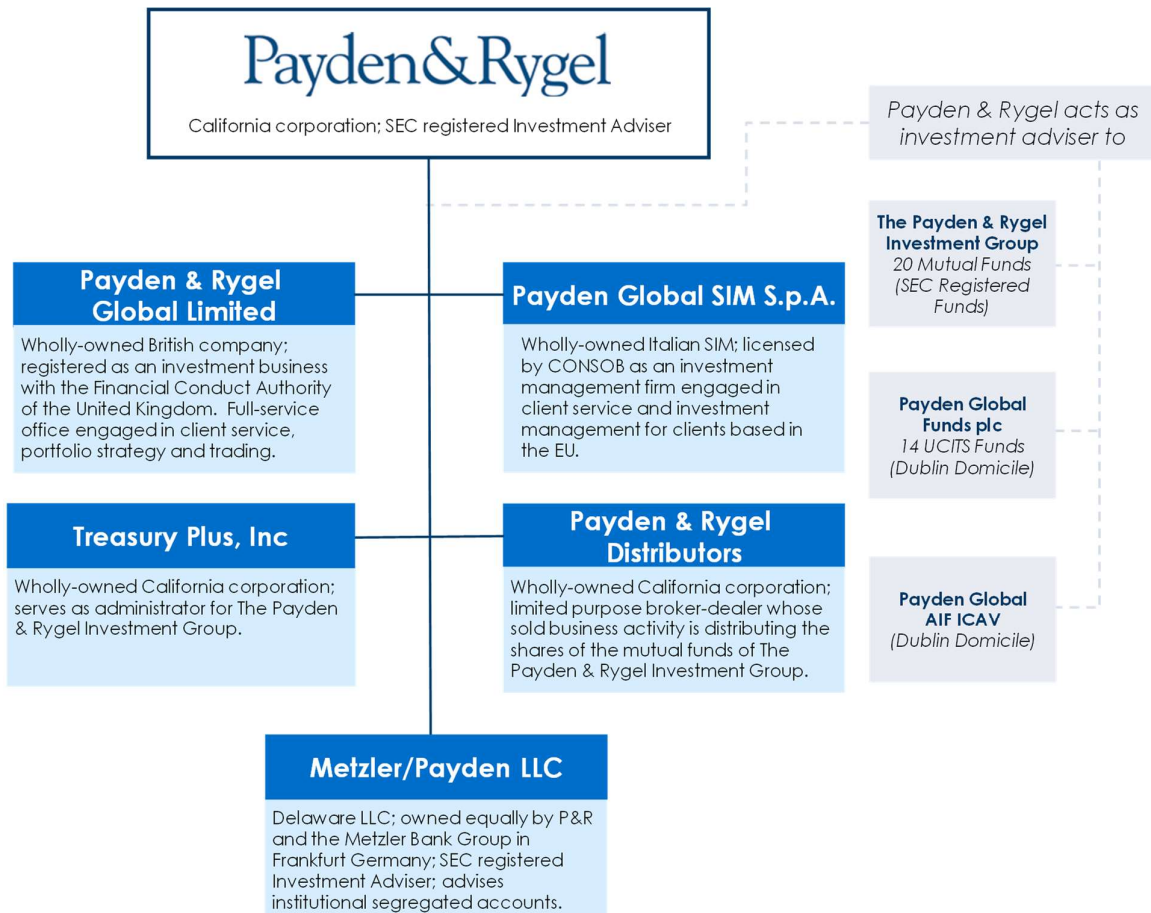 Payden&Rygel
California corporation; SEC registered Investment Adviser
Payden & Rygel acts as
investment adviser to
The Payden & Rygel
Investment Group
20 Mutual Funds
(SEC Registered
Funds)
Payden & Rygel
Global Limited
Wholly-owned British company;
registered as an investment business
with the Financial Conduct Authority
of the United Kingdom.  Full-service
office engaged in client service,
portfolio strategy and trading.
Payden Global SIM S.p.A.
Wholly-owned Italian SIM; licensed
by CONSOB as an investment
management firm engaged in
client service and investment
management for clients based in
the EU.
Payden Global
Funds plc
14 UCITS Funds
(Dublin Domicile)
Treasury Plus, Inc
Wholly-owned California corporation;
serves as administrator for The Payden
& Rygel Investment Group.
Payden & Rygel
Distributors
Wholly-owned California corporation;
limited purpose broker-dealer whose
sold business activity is distributing the
shares of the mutual funds of The
Payden & Rygel Investment Group.
Payden Global
AIF ICAV
(Dublin Domicile)
Metzler/Payden LLC
Delaware LLC; owned equally by P&R
and the Metzler Bank Group in
Frankfurt Germany; SEC registered
Investment Adviser; advises
institutional segregated accounts.